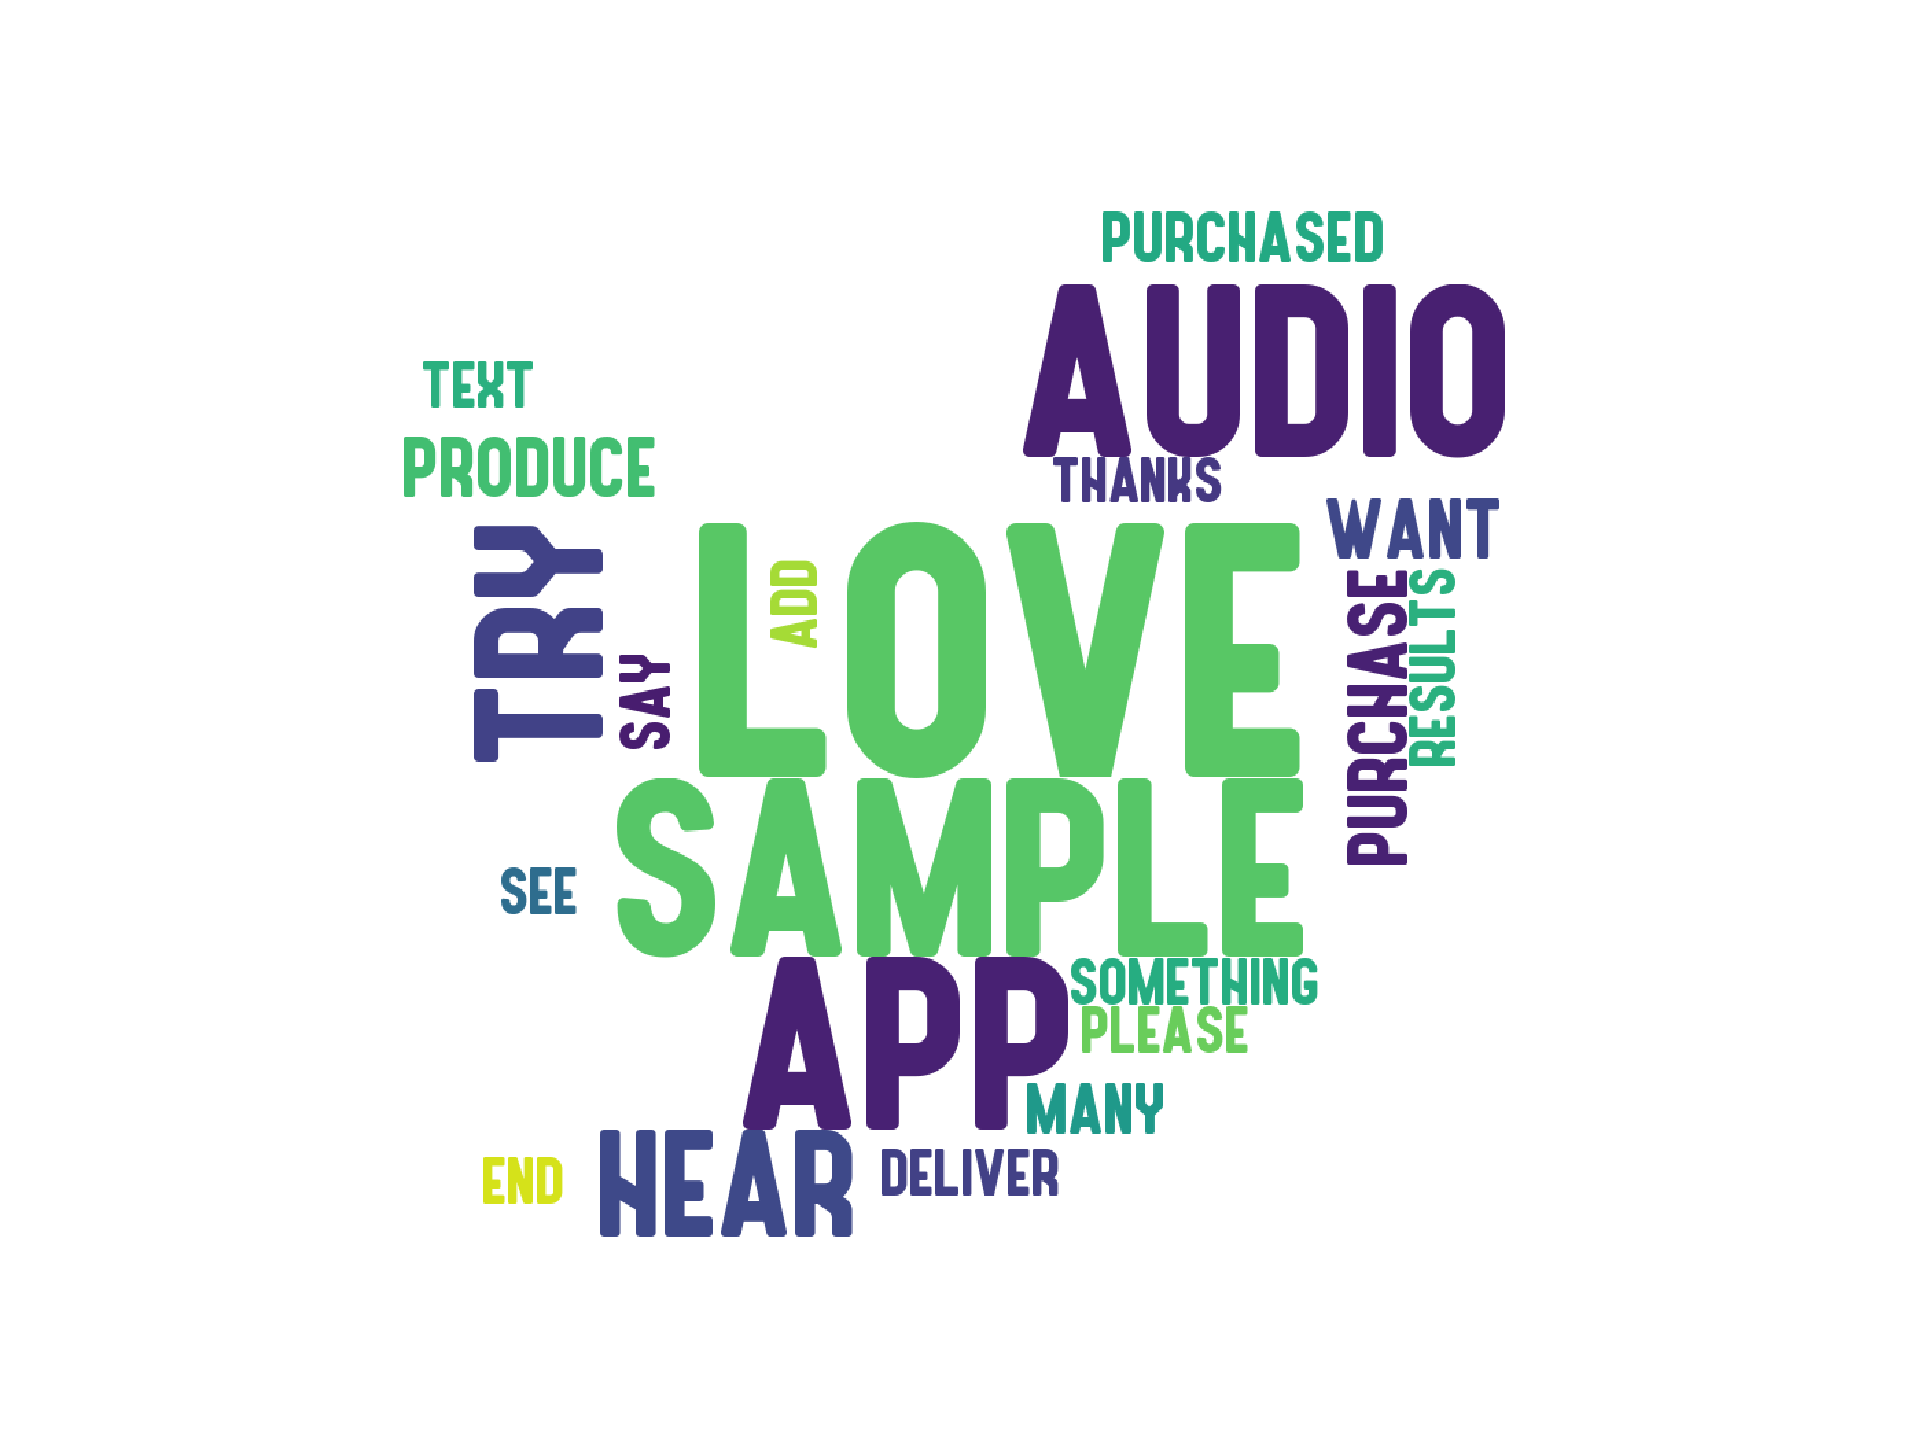 PURCHASED
AUDIO
TEXT
PRODUCE
THANKS
WANT
TRY
SAY
ADD
LOVE
PURCHASE
RESULTS
SAMPLE
SEE
APP
SOMETHING
PLEASE
MANY
END
HEAR
DELIVER